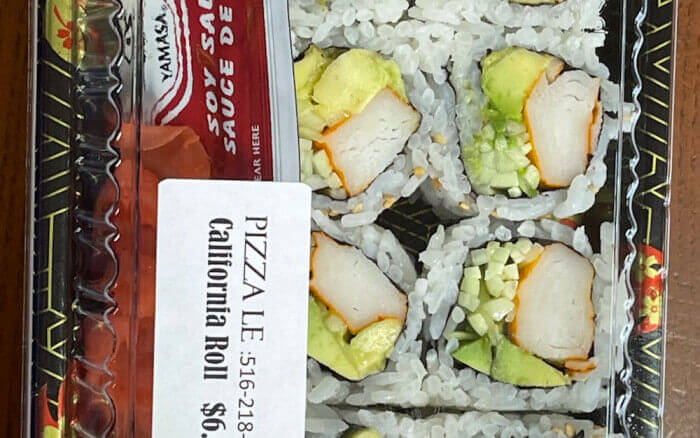 YAMASA
SOY SAU
SAUCE DE
EAR HERE
PIZZA LE :516-218-
California Roll $6.